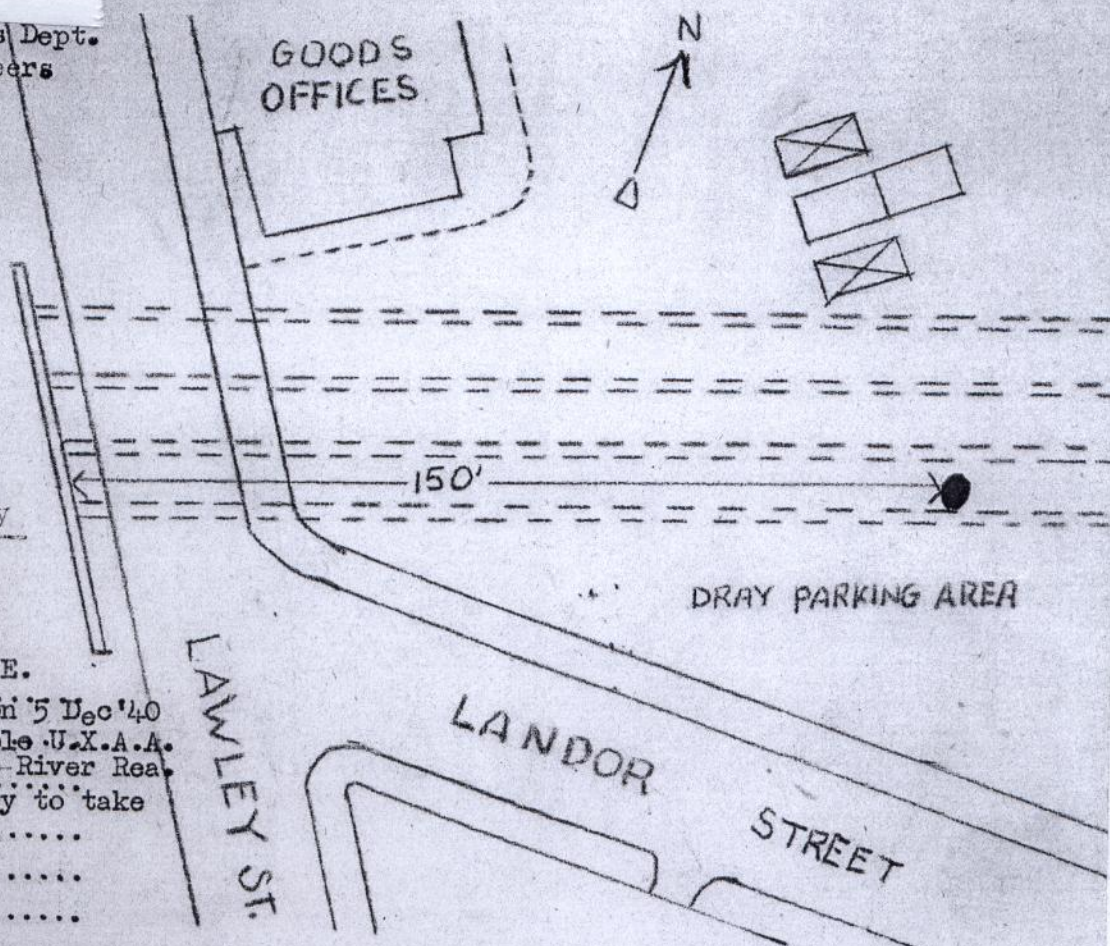 s Dept.
eers
GOODS
OFFICES
N
150'
y
DRAY PARKING AREA
E.
n 5 Dec '40
ple U.X.A.A.
River Rea.
y to take
.....
.....
.....
LAWLEY ST.
LANDOR
STREET